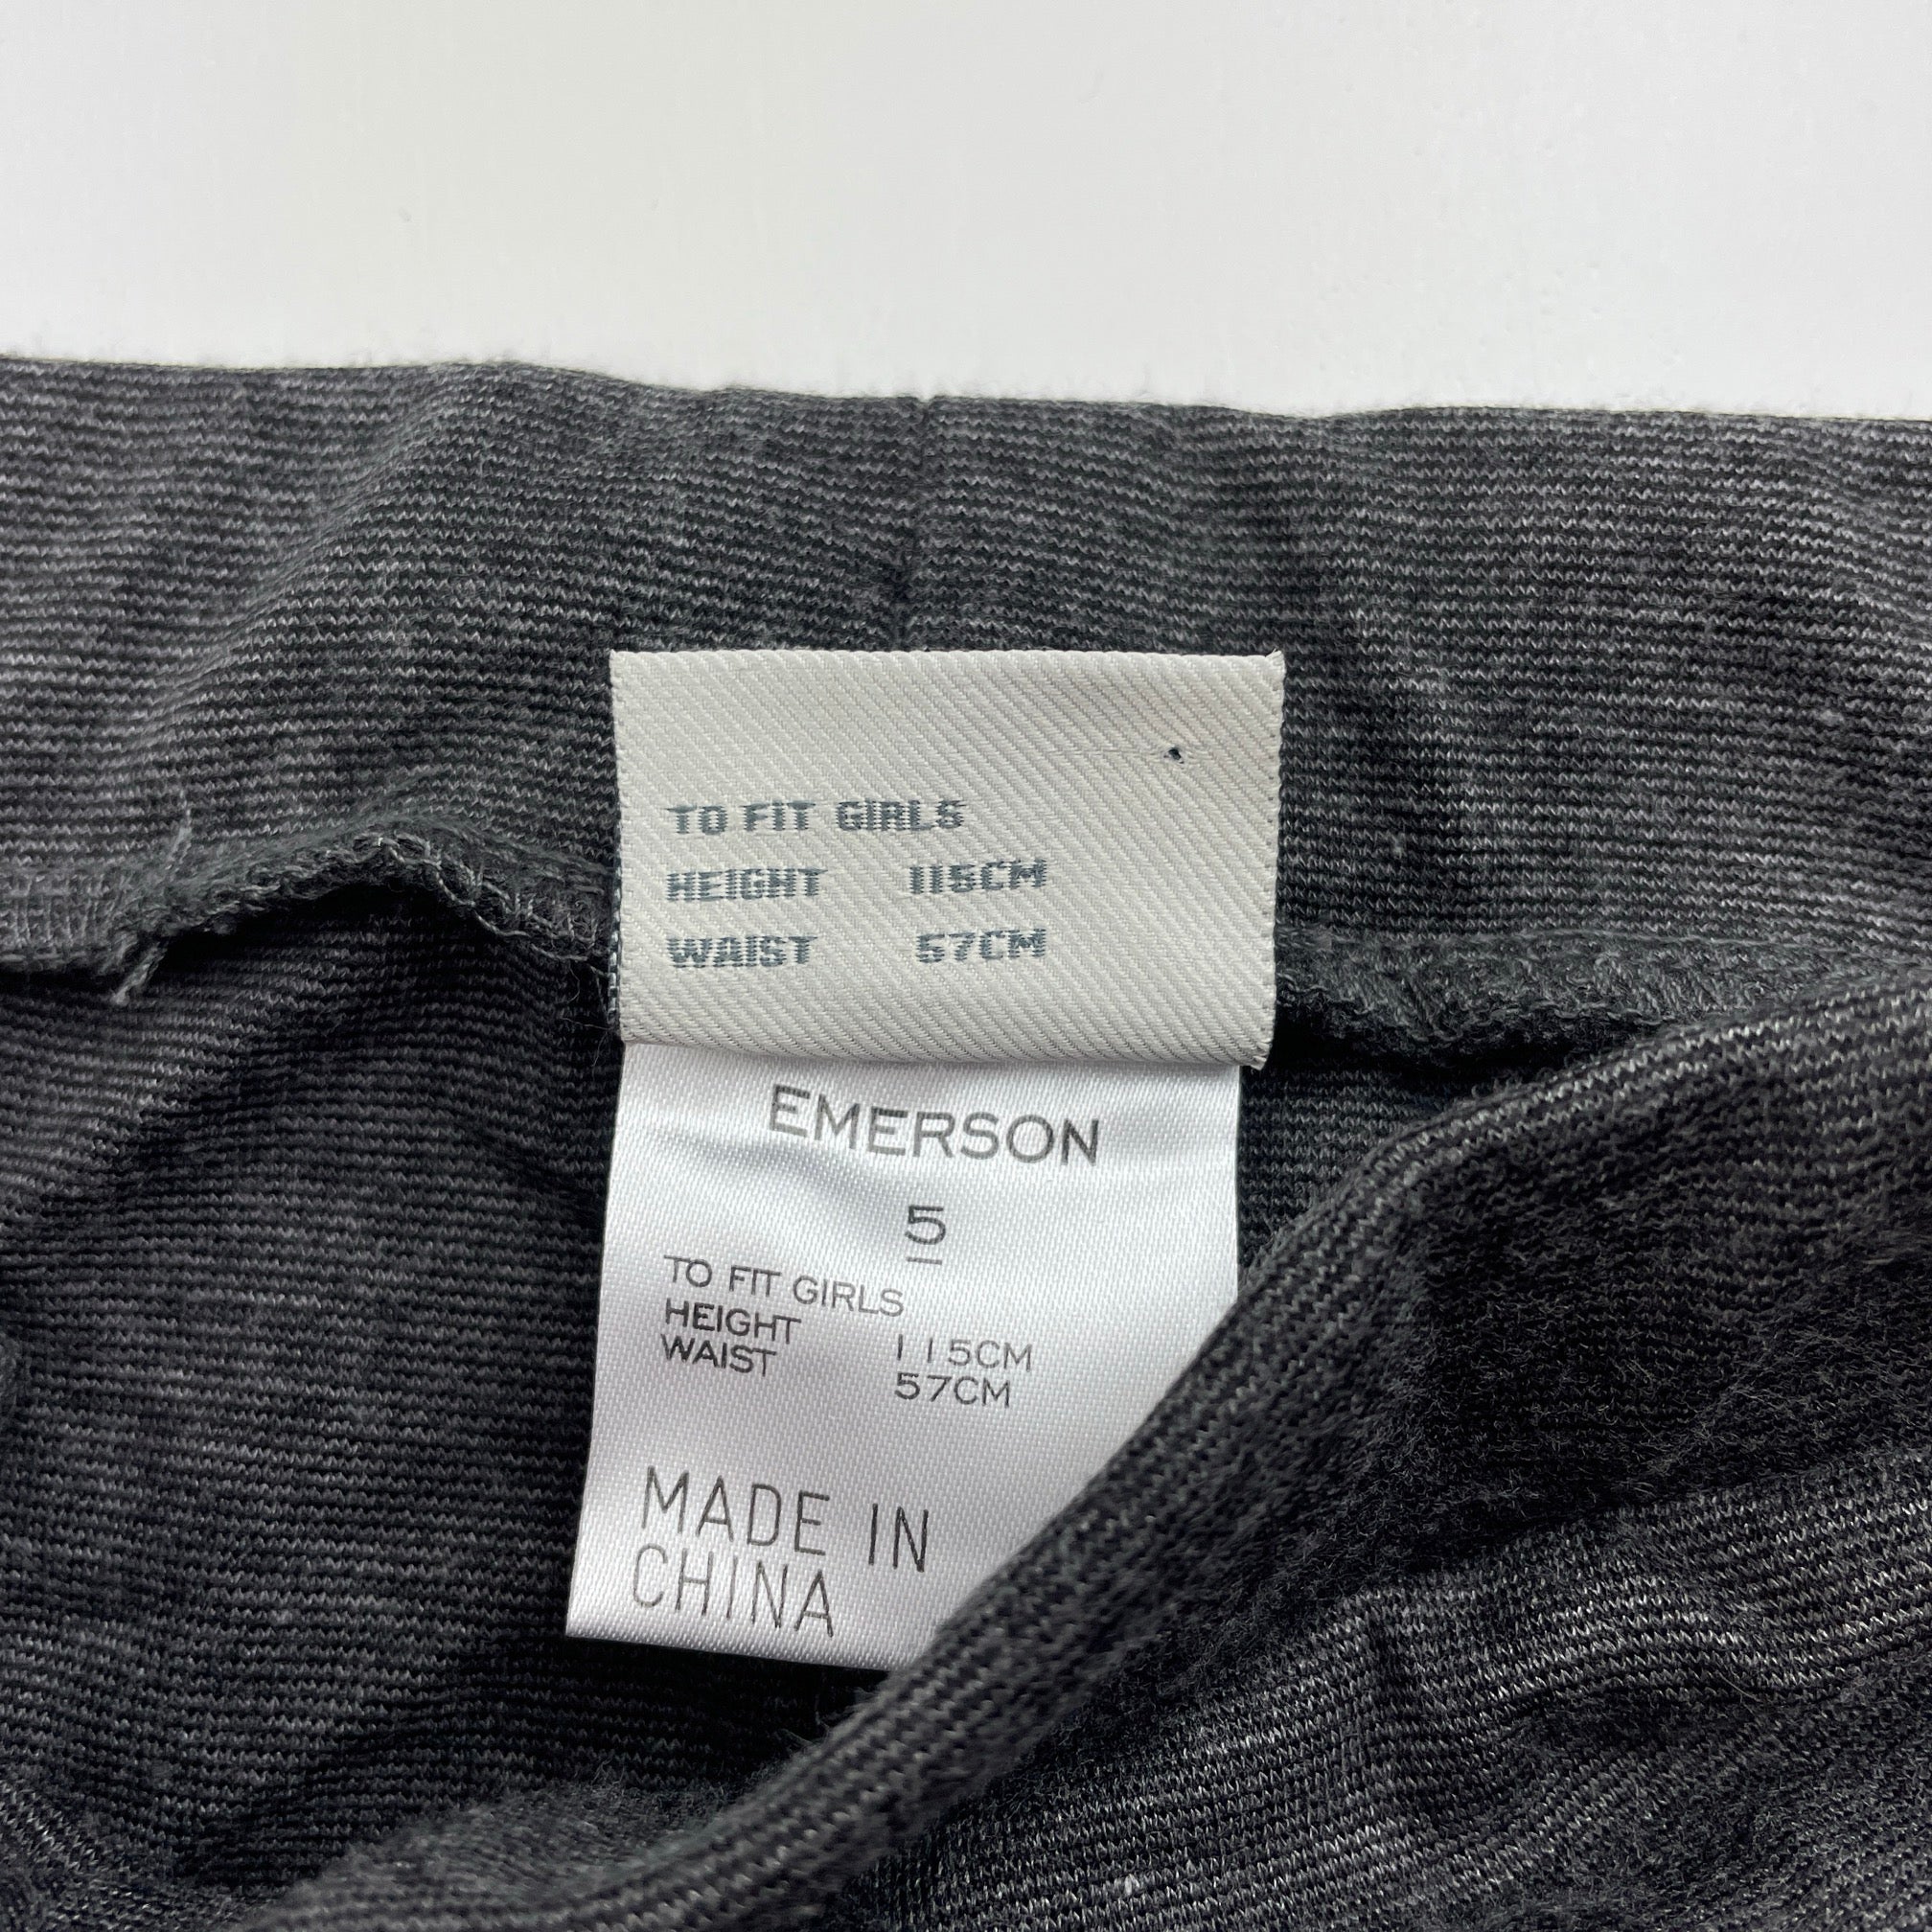 TO FIT GIRLS
HEIGHT 115CM
WAIST 57CM
EMERSON
5
TO FIT GIRLS
HEIGHT 115CM
WAIST 57CM
MADE IN
CHINA